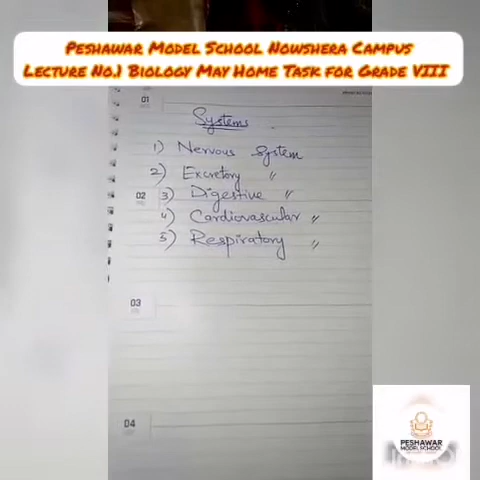 PESHAWAR MODEL SCHOOL NOWSHERA CAMPUS
LECTURE NO.1 BIOLOGY MAY HOME TASK FOR GRADE VIII
01
Systems
1) Nervous System
2) Excretory "
02
3) Digestive "
4) Cardiovascular "
5) Respiratory "
03
04
PESHAWAR
MODEL SCHOOL